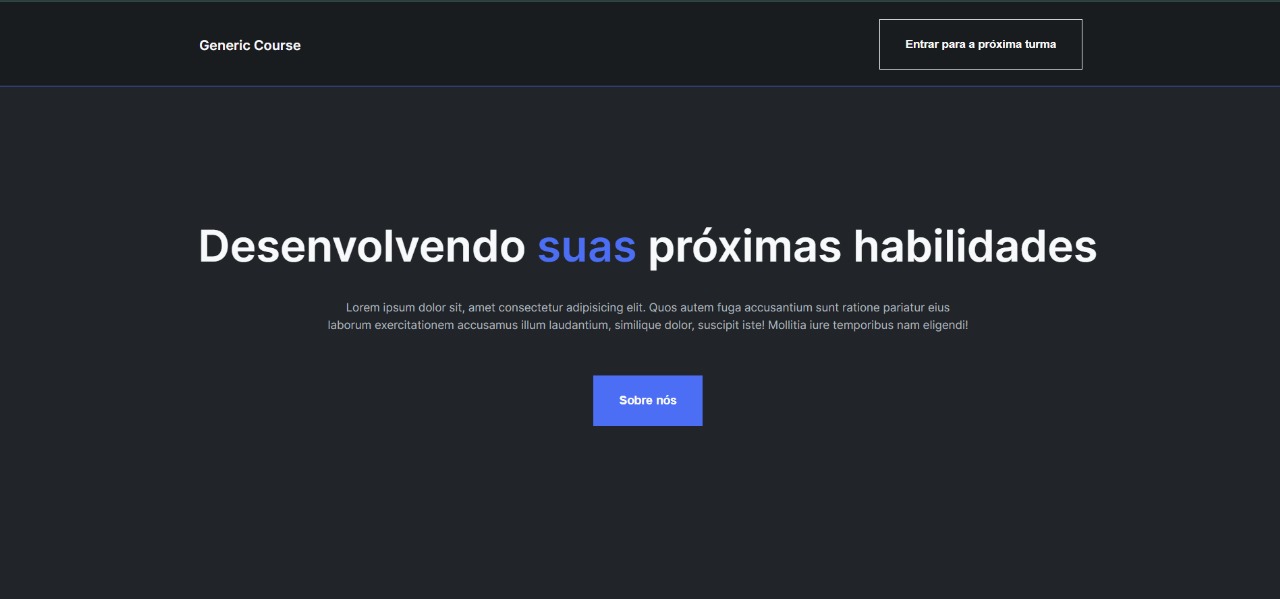 Generic Course
Entrar para a próxima turma
Desenvolvendo suas próximas habilidades
Lorem ipsum dolor sit, amet consectetur adipisicing elit. Quos autem fuga accusantium sunt ratione pariatur eius
laborum exercitationem accusamus illum laudantium, similique dolor, suscipit iste! Mollitia iure temporibus nam eligendi!
Sobre nós